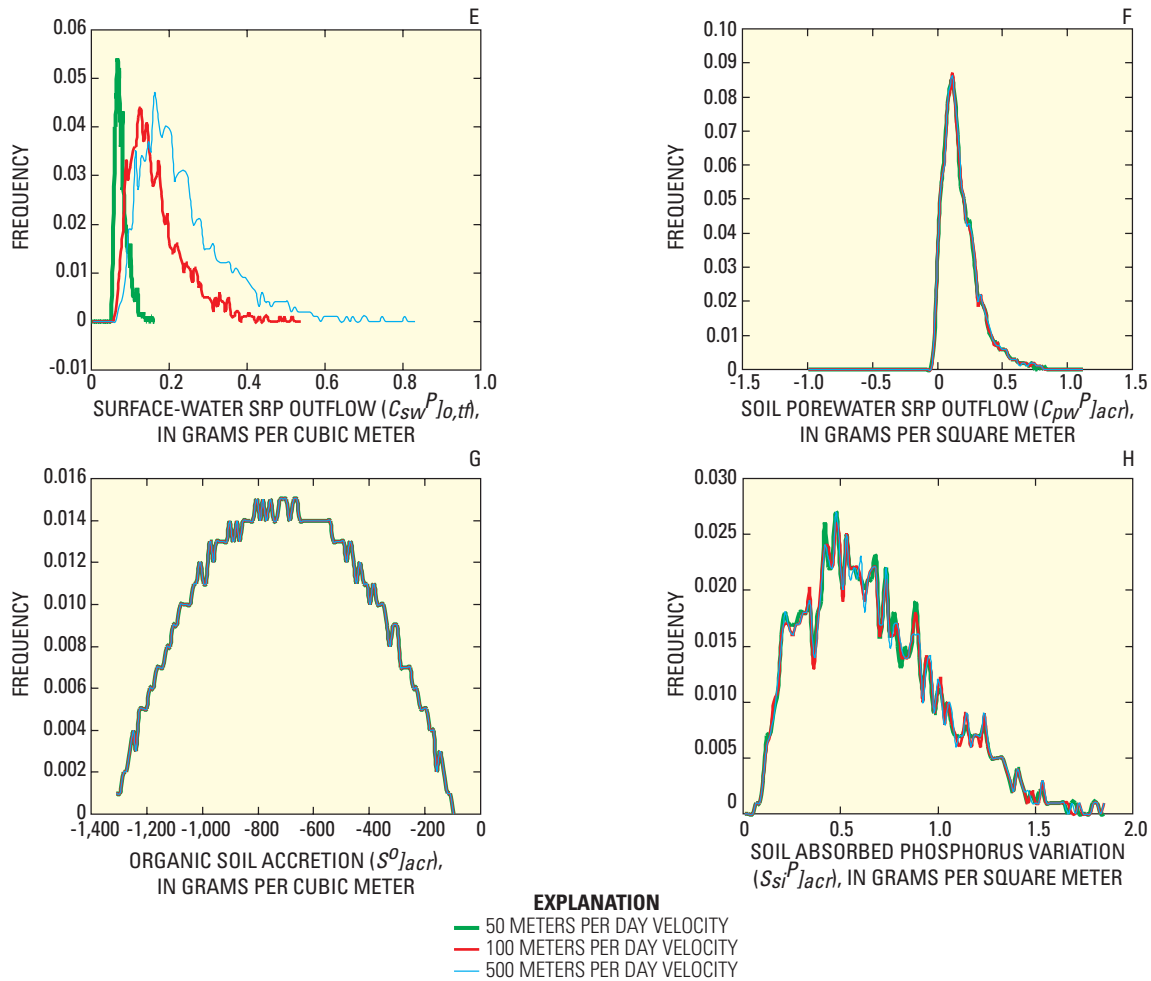 E
0.06
0.05
0.04
0.03
0.02
0.01
0
-0.01
FREQUENCY
0 0.2 0.4 0.6 0.8 1.0
SURFACE-WATER SRP OUTFLOW (C_sw^P]o,tf),
IN GRAMS PER CUBIC METER
F
0.10
0.09
0.08
0.07
0.06
0.05
0.04
0.03
0.02
0.01
0
FREQUENCY
-1.5 -1.0 -0.5 0 0.5 1.0 1.5
SOIL POREWATER SRP OUTFLOW (C_pw^P]acr),
IN GRAMS PER SQUARE METER
G
0.016
0.014
0.012
0.010
0.008
0.006
0.004
0.002
0
FREQUENCY
-1,400 -1,200 -1,000 -800 -600 -400 -200 0
ORGANIC SOIL ACCRETION (S^o]acr),
IN GRAMS PER CUBIC METER
H
0.030
0.025
0.020
0.015
0.010
0.005
0
FREQUENCY
0 0.5 1.0 1.5 2.0
SOIL ABSORBED PHOSPHORUS VARIATION
(S_si^P]acr), IN GRAMS PER SQUARE METER
EXPLANATION
50 METERS PER DAY VELOCITY
100 METERS PER DAY VELOCITY
500 METERS PER DAY VELOCITY